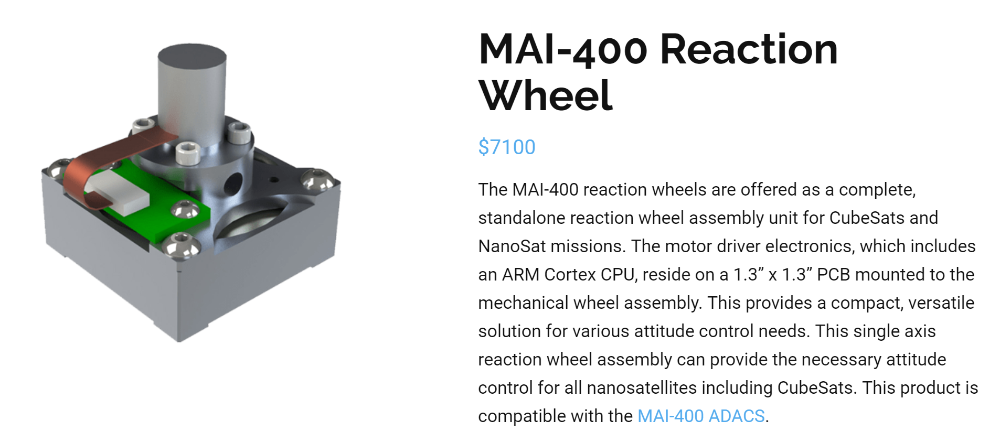 MAI-400 Reaction
Wheel
$7100
The MAI-400 reaction wheels are offered as a complete,
standalone reaction wheel assembly unit for CubeSats and
NanoSat missions. The motor driver electronics, which includes
an ARM Cortex CPU, reside on a 1.3” x 1.3” PCB mounted to the
mechanical wheel assembly. This provides a compact, versatile
solution for various attitude control needs. This single axis
reaction wheel assembly can provide the necessary attitude
control for all nanosatellites including CubeSats. This product is
compatible with the MAI-400 ADACS.